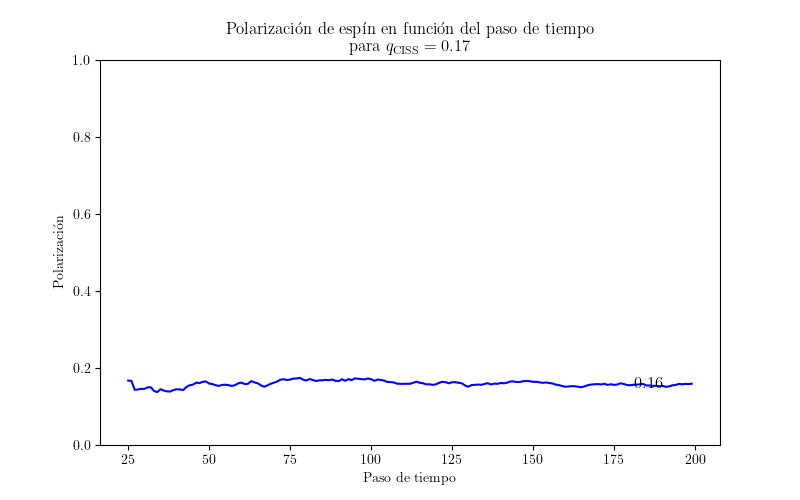 Polarización de espín en función del paso de tiempo
para q_CISS = 0.17
1.0
0.8
0.6
0.4
0.2
0.0
Polarización
0.16
25 50 75 100 125 150 175 200
Paso de tiempo